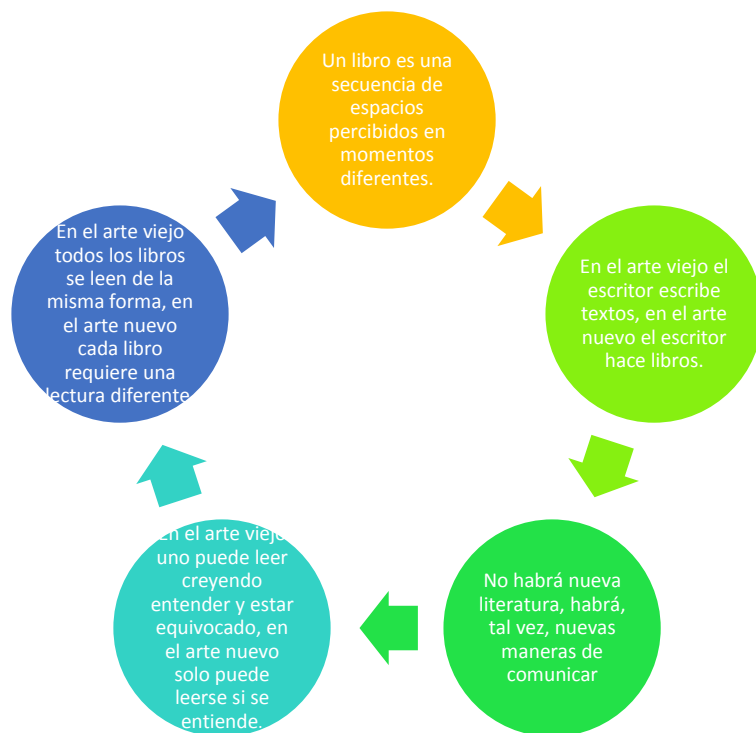 Un libro es una
secuencia de
espacios
percibidos en
momentos
diferentes.
En el arte viejo el
escritor escribe
textos, en el arte
nuevo el escritor
hace libros.
No habrá nueva
literatura, habrá,
tal vez, nuevas
maneras de
comunicar
En el arte viejo
uno puede leer
creyendo
entender y estar
equivocado, en
el arte nuevo
solo puede
leerse si se
entiende.
En el arte viejo
todos los libros
se leen de la
misma forma, en
el arte nuevo
cada libro
requiere una
lectura diferente.